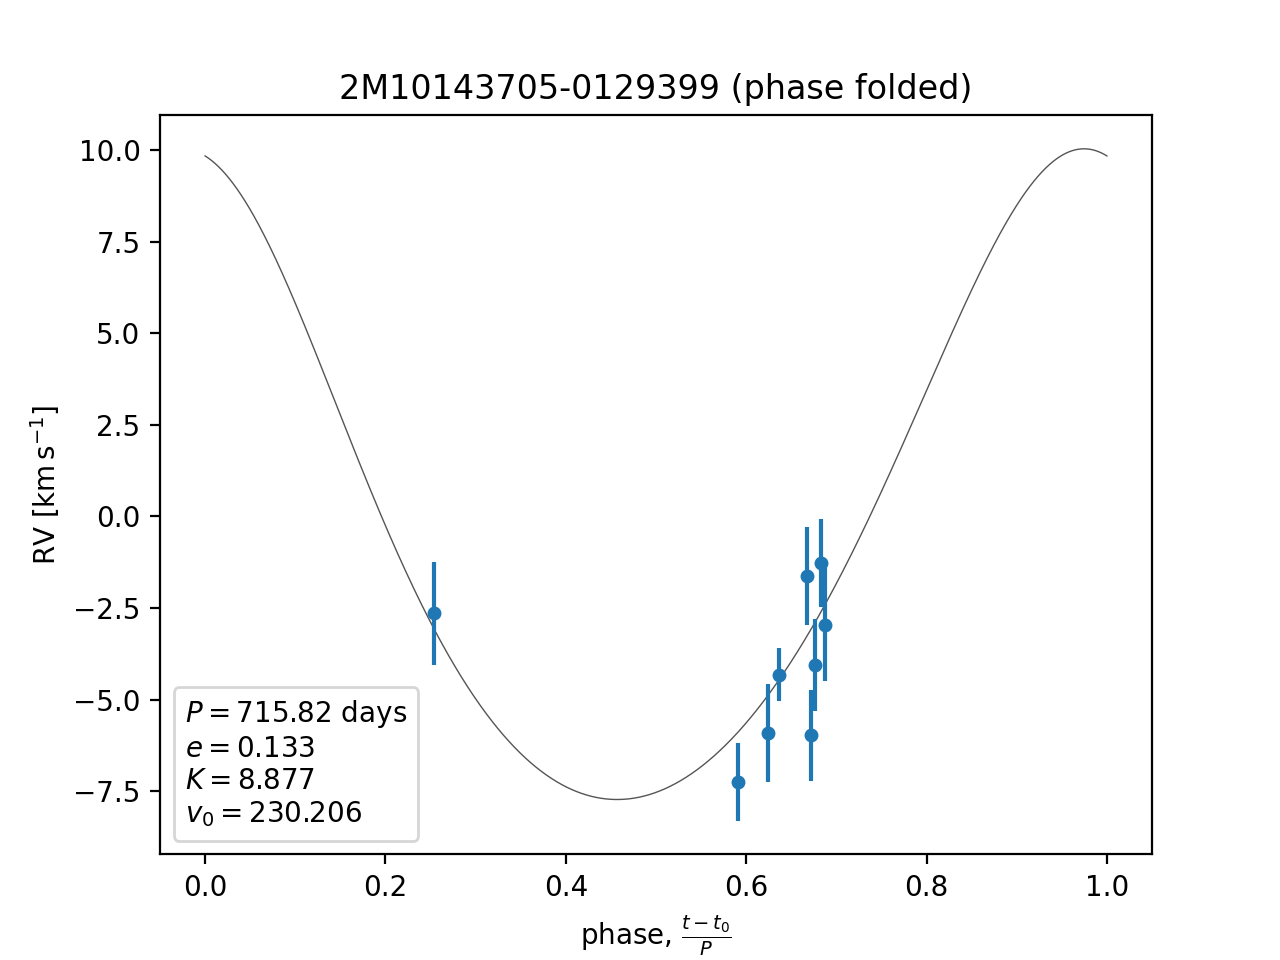 2M10143705-0129399 (phase folded)
10.0
7.5
5.0
2.5
0.0
−2.5
−5.0
−7.5
RV [km s⁻¹]
P = 715.82 days
e = 0.133
K = 8.877
v₀ = 230.206
0.0 0.2 0.4 0.6 0.8 1.0
phase, (t − t₀)/P